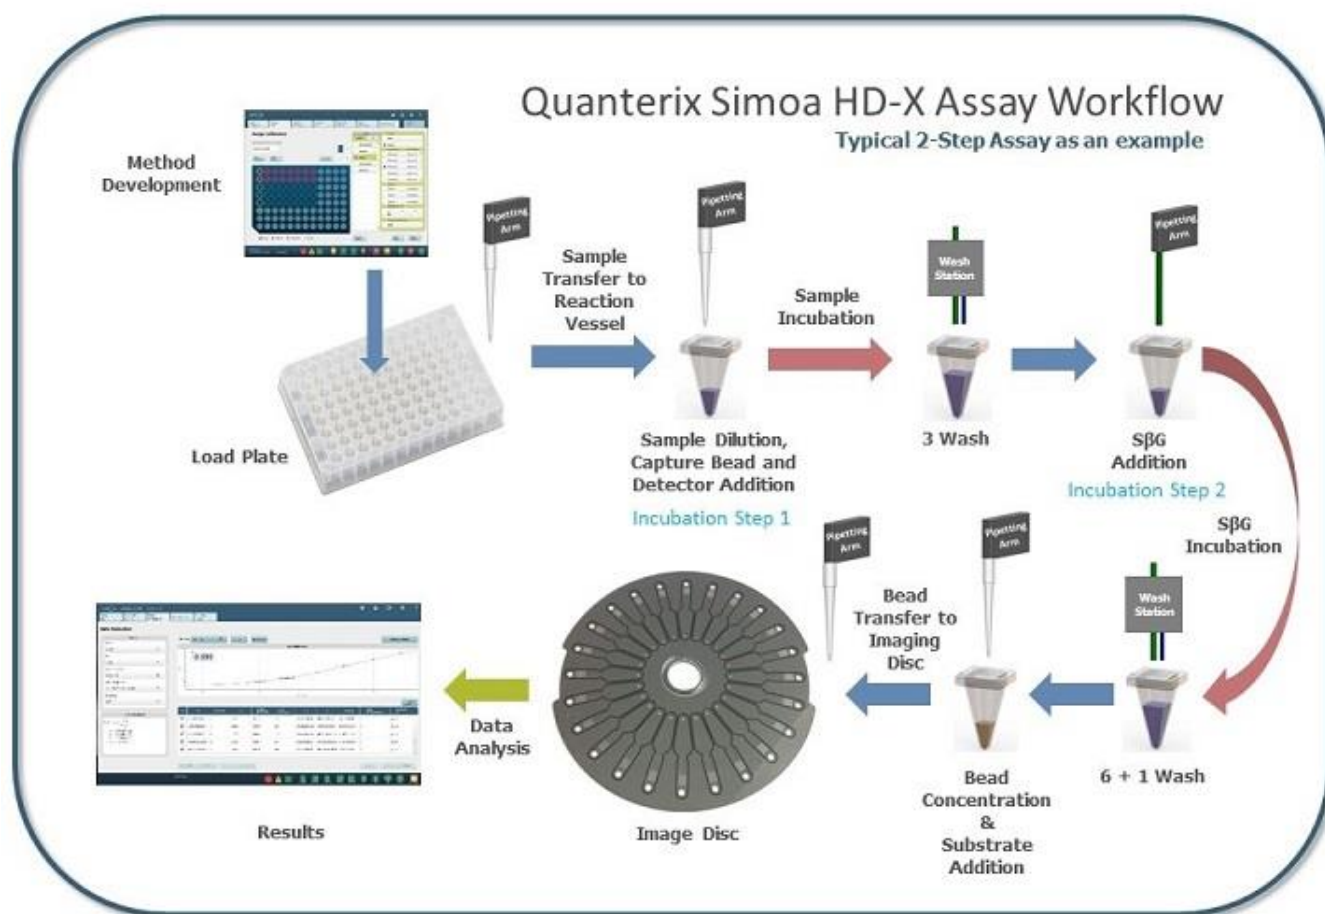 Quanterix Simoa HD-X Assay Workflow
Typical 2-Step Assay as an example
Method
Development
Load Plate
Pipetting
Arm
Sample
Transfer to
Reaction
Vessel
Pipetting
Arm
Sample Dilution,
Capture Bead and
Detector Addition
Incubation Step 1
Sample
Incubation
Wash
Station
3 Wash
Pipetting
Arm
SβG
Addition
Incubation Step 2
SβG
Incubation
Wash
Station
6 + 1 Wash
Pipetting
Arm
Bead
Concentration
&
Substrate
Addition
Bead
Transfer to
Imaging
Disc
Pipetting
Arm
Image Disc
Data
Analysis
Results